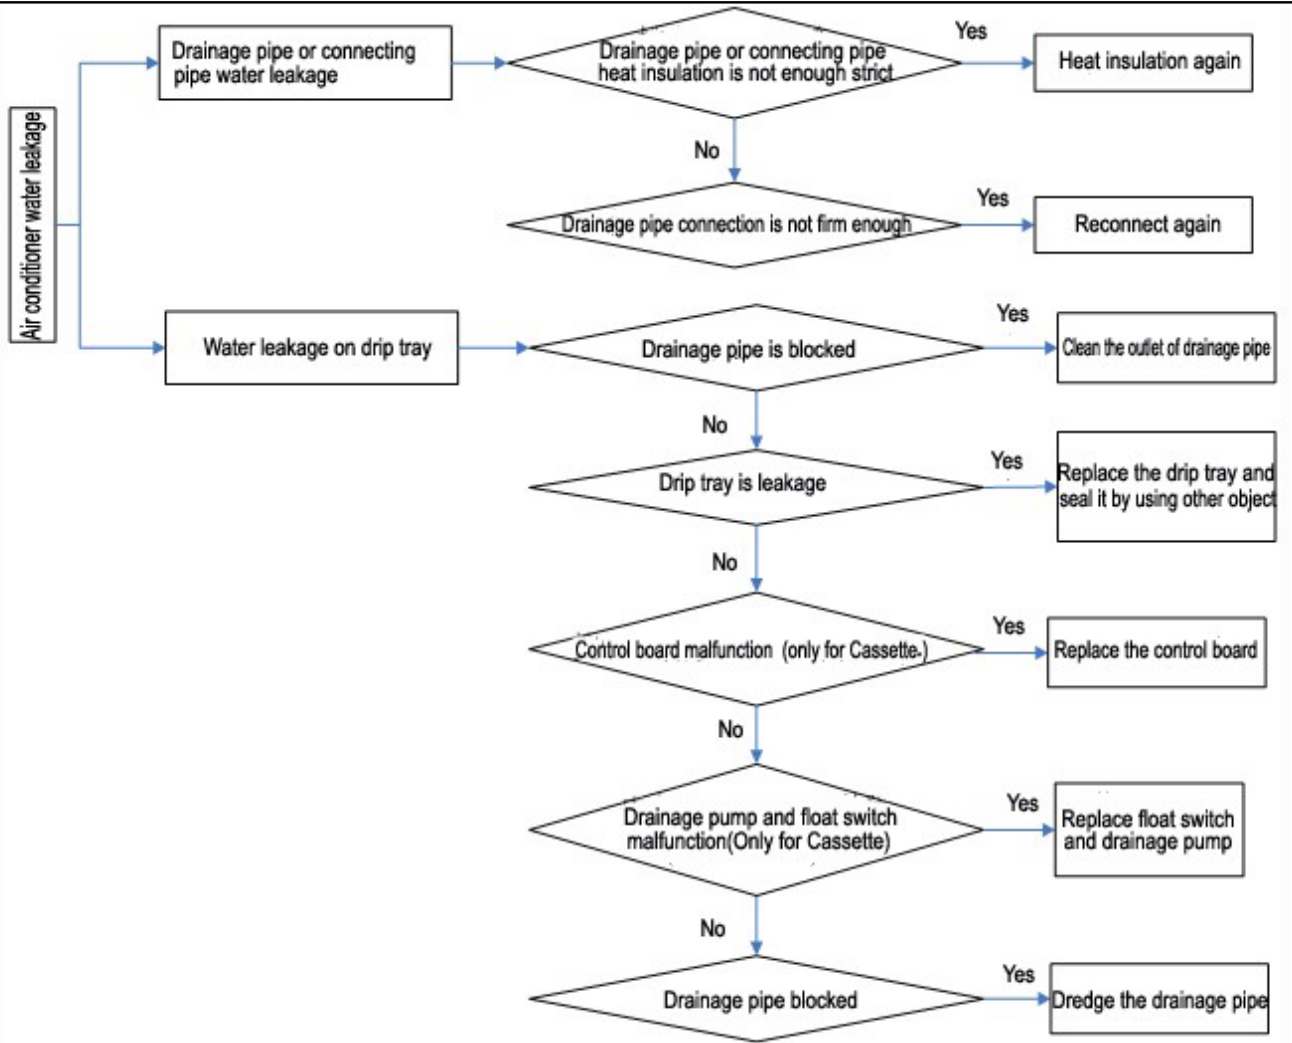 Air conditioner water leakage
Drainage pipe or connecting
pipe water leakage
Drainage pipe or connecting pipe
heat insulation is not enough strict
Yes
Heat insulation again
No
Drainage pipe connection is not firm enough
Yes
Reconnect again
Water leakage on drip tray
Drainage pipe is blocked
Yes
Clean the outlet of drainage pipe
No
Drip tray is leakage
Yes
Replace the drip tray and
seal it by using other object
No
Control board malfunction (only for Cassette.)
Yes
Replace the control board
No
Drainage pump and float switch
malfunction(Only for Cassette)
Yes
Replace float switch
and drainage pump
No
Drainage pipe blocked
Yes
Dredge the drainage pipe